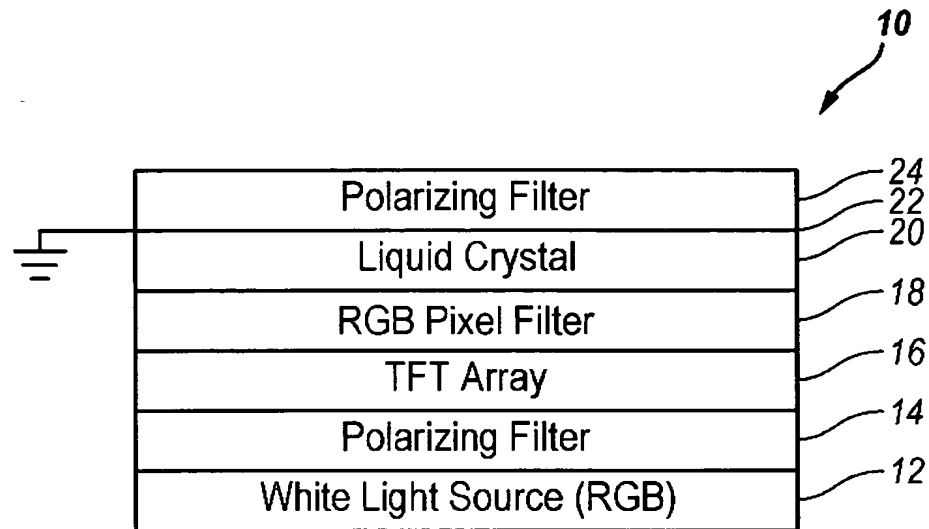 10
Polarizing Filter 24
22
Liquid Crystal 20
RGB Pixel Filter 18
TFT Array 16
Polarizing Filter 14
White Light Source (RGB) 12